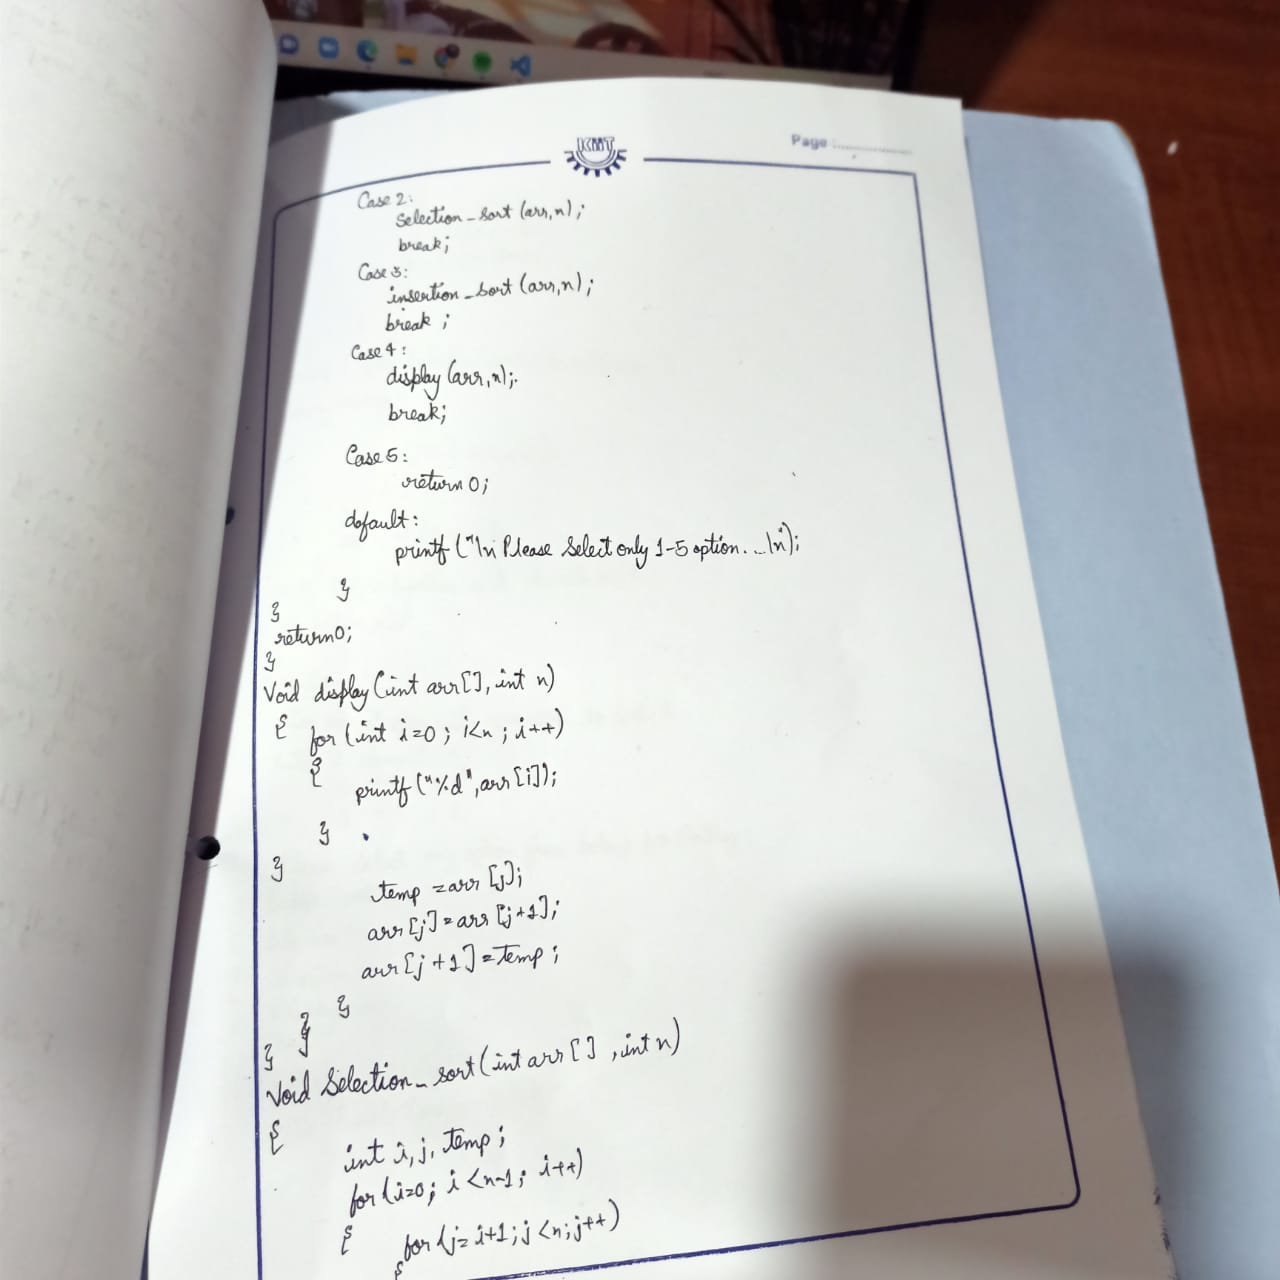 KIIT
Page :
Case 2:
Selection_sort (arr,n);
break;
Case 3:
insertion_sort (arr,n);
break ;
Case 4:
display (arr,n);
break;
Case 5:
return 0;
default:
printf ("\n Please Select only 1-5 option...\n");
}
}
return 0;
}
Void display (int arr[], int n)
{ for (int i=0 ; i<n ; i++)
{
printf ("%d",arr[i]);
}
}
temp =arr [j];
arr [j]=arr [j+1];
arr [j +1]=temp ;
}
}
}
Void Selection_sort (int arr [] ,int n)
{
int i,j, temp ;
for (i=0; i <n-1; i++)
{ for (j= i+1; j <n; j++)
{